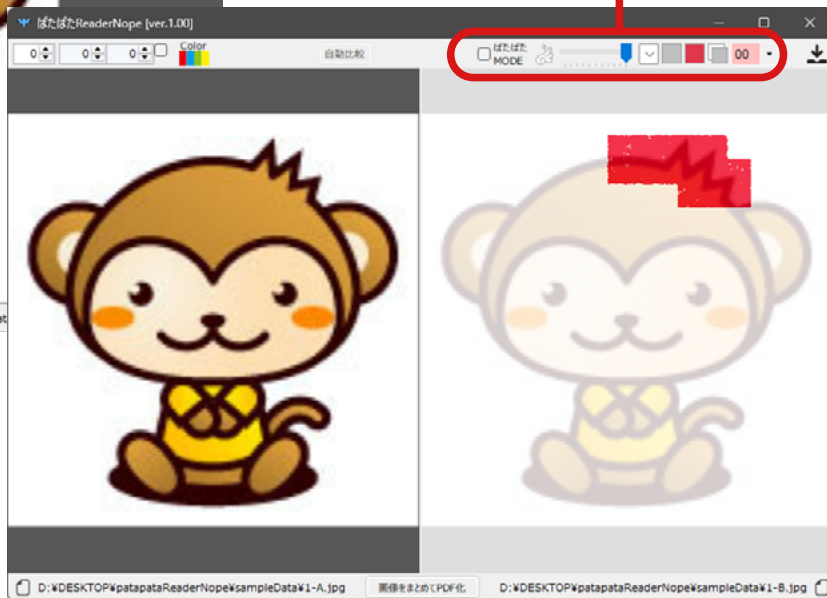 ぱたぱたReaderNope [ver.1.00]
0 0 0 Color 自動比較 ぱたぱた MODE 00
D:¥DESKTOP¥patapataReaderNope¥sampleData¥1-A.jpg 画像をまとめてPDF化 D:¥DESKTOP¥patapataReaderNope¥sampleData¥1-B.jpg